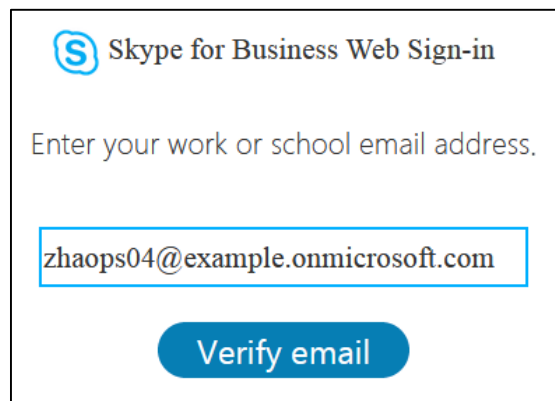 Skype for Business Web Sign-in
Enter your work or school email address.
zhaops04@example.onmicrosoft.com
Verify email